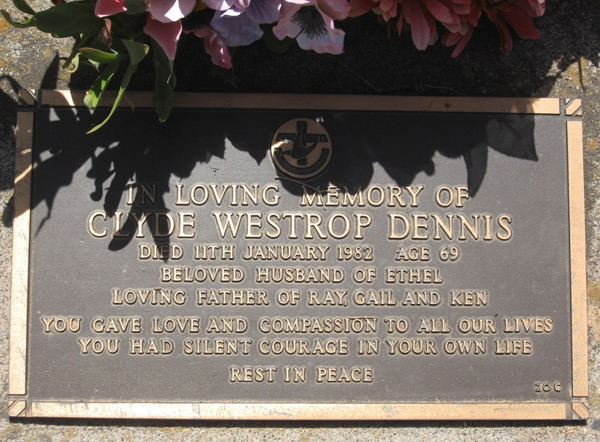 IN LOVING MEMORY OF
CLYDE WESTROP DENNIS
DIED 11TH JANUARY 1982 AGE 69
BELOVED HUSBAND OF ETHEL
LOVING FATHER OF RAY, GAIL AND KEN
YOU GAVE LOVE AND COMPASSION TO ALL OUR LIVES
YOU HAD SILENT COURAGE IN YOUR OWN LIFE
REST IN PEACE